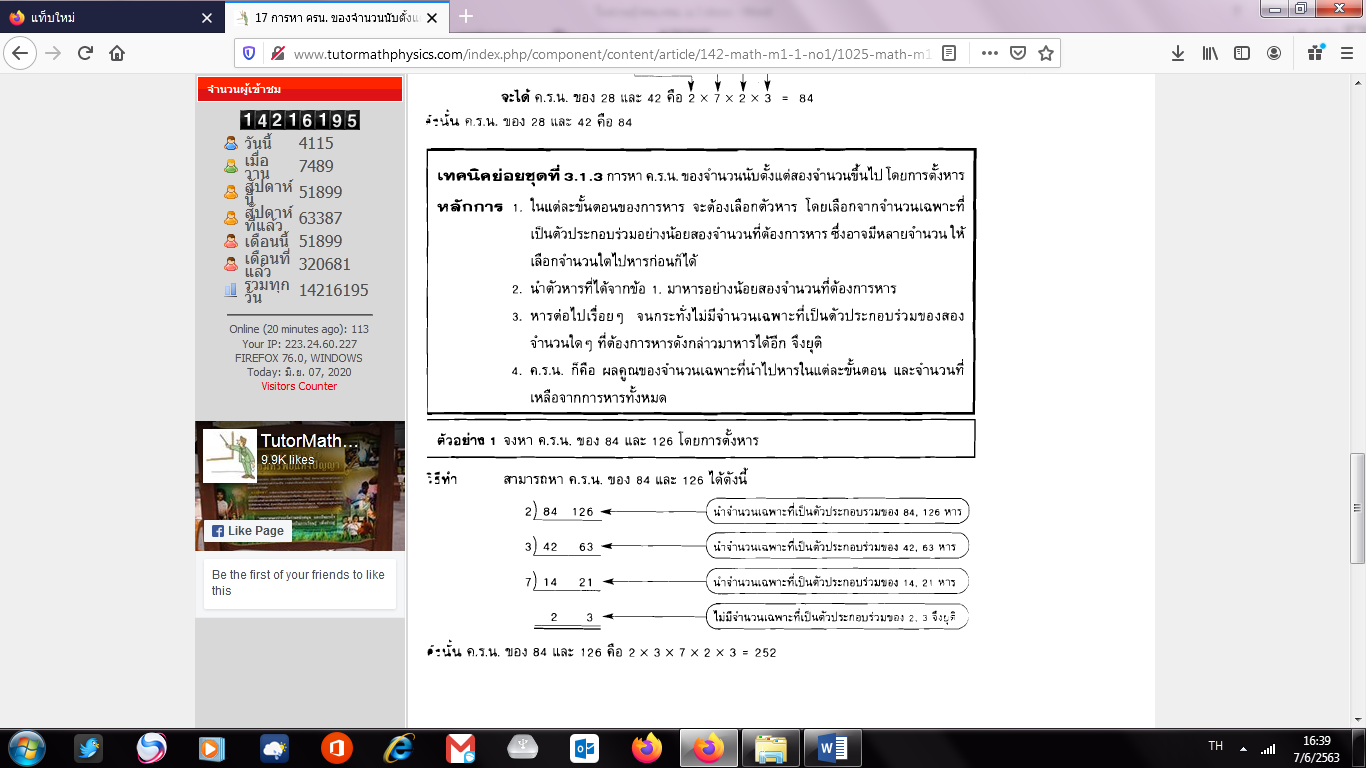 แท็บใหม่
17 การหา ครน. ของจำนวนนับตั้งแต่
www.tutormathphysics.com/index.php/component/content/article/142-math-m1-1-no1/1025-math-m1
จำนวนผู้เข้าชม
14216195
วันนี้ 4115
เมื่อวาน 7489
สัปดาห์นี้ 51899
สัปดาห์ที่แล้ว 63387
เดือนนี้ 51899
เดือนที่แล้ว 320681
รวมทุกวัน 14216195
Online (20 minutes ago): 113
Your IP: 223.24.60.227
FIREFOX 76.0, WINDOWS
Today: มิ.ย. 07, 2020
Visitors Counter
TutorMath...
9.9K likes
Like Page
Be the first of your friends to like
this
จะได้ ค.ร.น. ของ 28 และ 42 คือ 2 × 7 × 2 × 3 = 84
ดังนั้น ค.ร.น. ของ 28 และ 42 คือ 84
เทคนิคย่อยชุดที่ 3.1.3 การหา ค.ร.น. ของจำนวนนับตั้งแต่สองจำนวนขึ้นไป โดยการตั้งหาร
หลักการ 1. ในแต่ละขั้นตอนของการหาร จะต้องเลือกตัวหาร โดยเลือกจากจำนวนเฉพาะที่
เป็นตัวประกอบร่วมอย่างน้อยสองจำนวนที่ต้องการหาร ซึ่งอาจมีหลายจำนวน ให้
เลือกจำนวนใดไปหารก่อนก็ได้
2. นำตัวหารที่ได้จากข้อ 1. มาหารอย่างน้อยสองจำนวนที่ต้องการหาร
3. หารต่อไปเรื่อยๆ จนกระทั่งไม่มีจำนวนเฉพาะที่เป็นตัวประกอบร่วมของสอง
จำนวนใดๆ ที่ต้องการหารดังกล่าวมาหารได้อีก จึงยุติ
4. ค.ร.น. ก็คือ ผลคูณของจำนวนเฉพาะที่นำไปหารในแต่ละขั้นตอน และจำนวนที่
เหลือจากการหารทั้งหมด
ตัวอย่าง 1 จงหา ค.ร.น. ของ 84 และ 126 โดยการตั้งหาร
วิธีทำ สามารถหา ค.ร.น. ของ 84 และ 126 ได้ดังนี้
2) 84 126 นำจำนวนเฉพาะที่เป็นตัวประกอบร่วมของ 84, 126 หาร
3) 42 63 นำจำนวนเฉพาะที่เป็นตัวประกอบร่วมของ 42, 63 หาร
7) 14 21 นำจำนวนเฉพาะที่เป็นตัวประกอบร่วมของ 14, 21 หาร
2 3 ไม่มีจำนวนเฉพาะที่เป็นตัวประกอบร่วมของ 2, 3 จึงยุติ
ดังนั้น ค.ร.น. ของ 84 และ 126 คือ 2 × 3 × 7 × 2 × 3 = 252
TH
16:39
7/6/2563